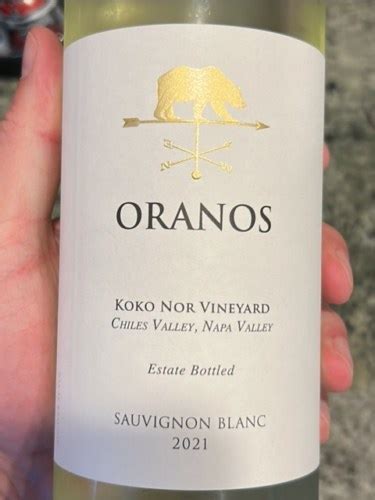 ORANOS
KOKO NOR VINEYARD
CHILES VALLEY, NAPA VALLEY
Estate Bottled
SAUVIGNON BLANC
2021